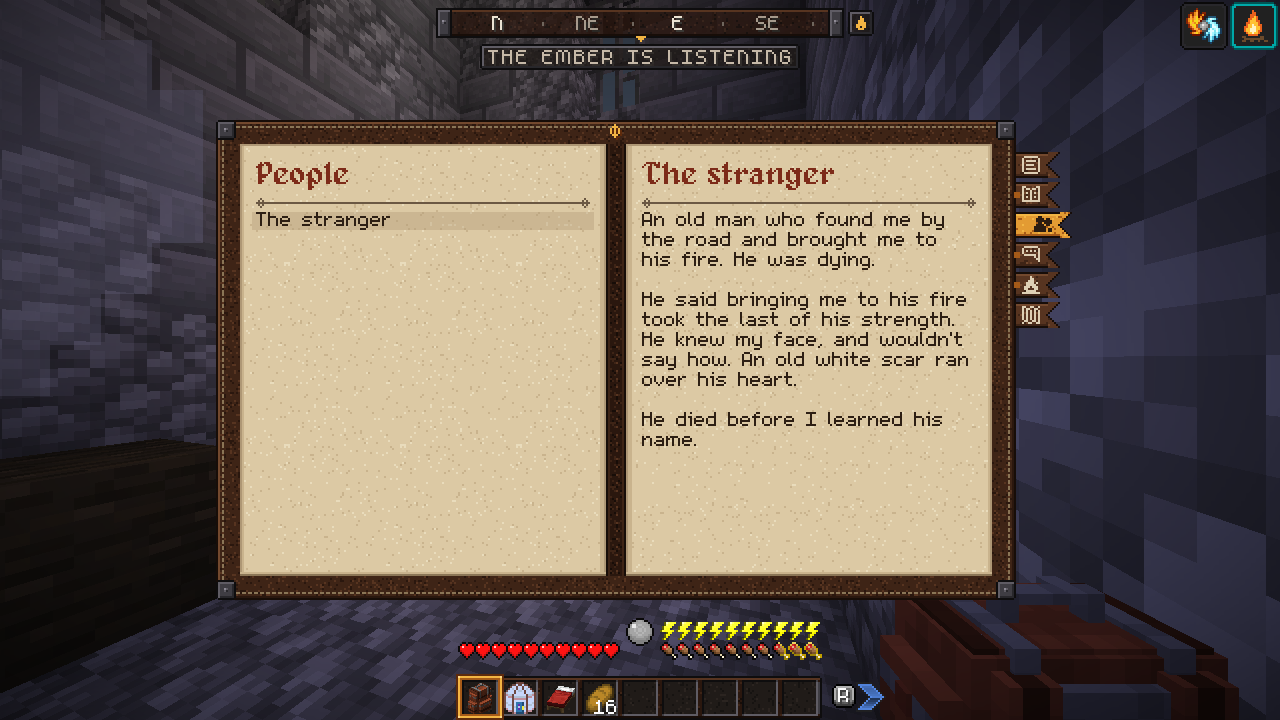 N NE E SE
THE EMBER IS LISTENING
People
The stranger
The stranger
An old man who found me by
the road and brought me to
his fire. He was dying.
He said bringing me to his fire
took the last of his strength.
He knew my face, and wouldn't
say how. An old white scar ran
over his heart.
He died before I learned his
name.
16
R